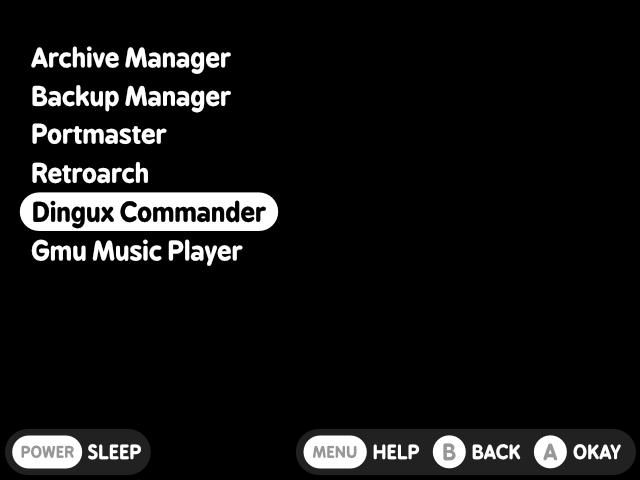 Archive Manager
Backup Manager
Portmaster
Retroarch
Dingux Commander
Gmu Music Player
POWER SLEEP MENU HELP B BACK A OKAY